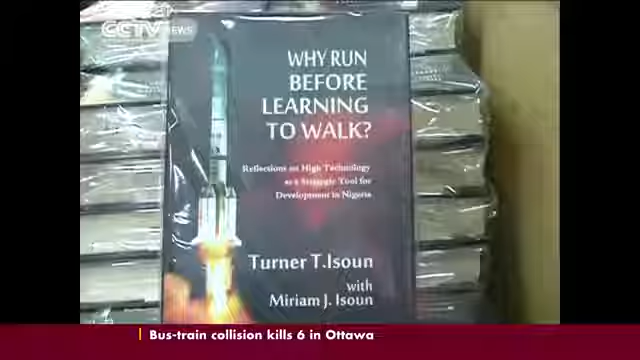 CCTV NEWS
WHY RUN
BEFORE
LEARNING
TO WALK?
Reflections on High Technology
as a Strategic Tool for
Development in Nigeria
Turner T.Isoun
with
Miriam J. Isoun
Bus-train collision kills 6 in Ottawa